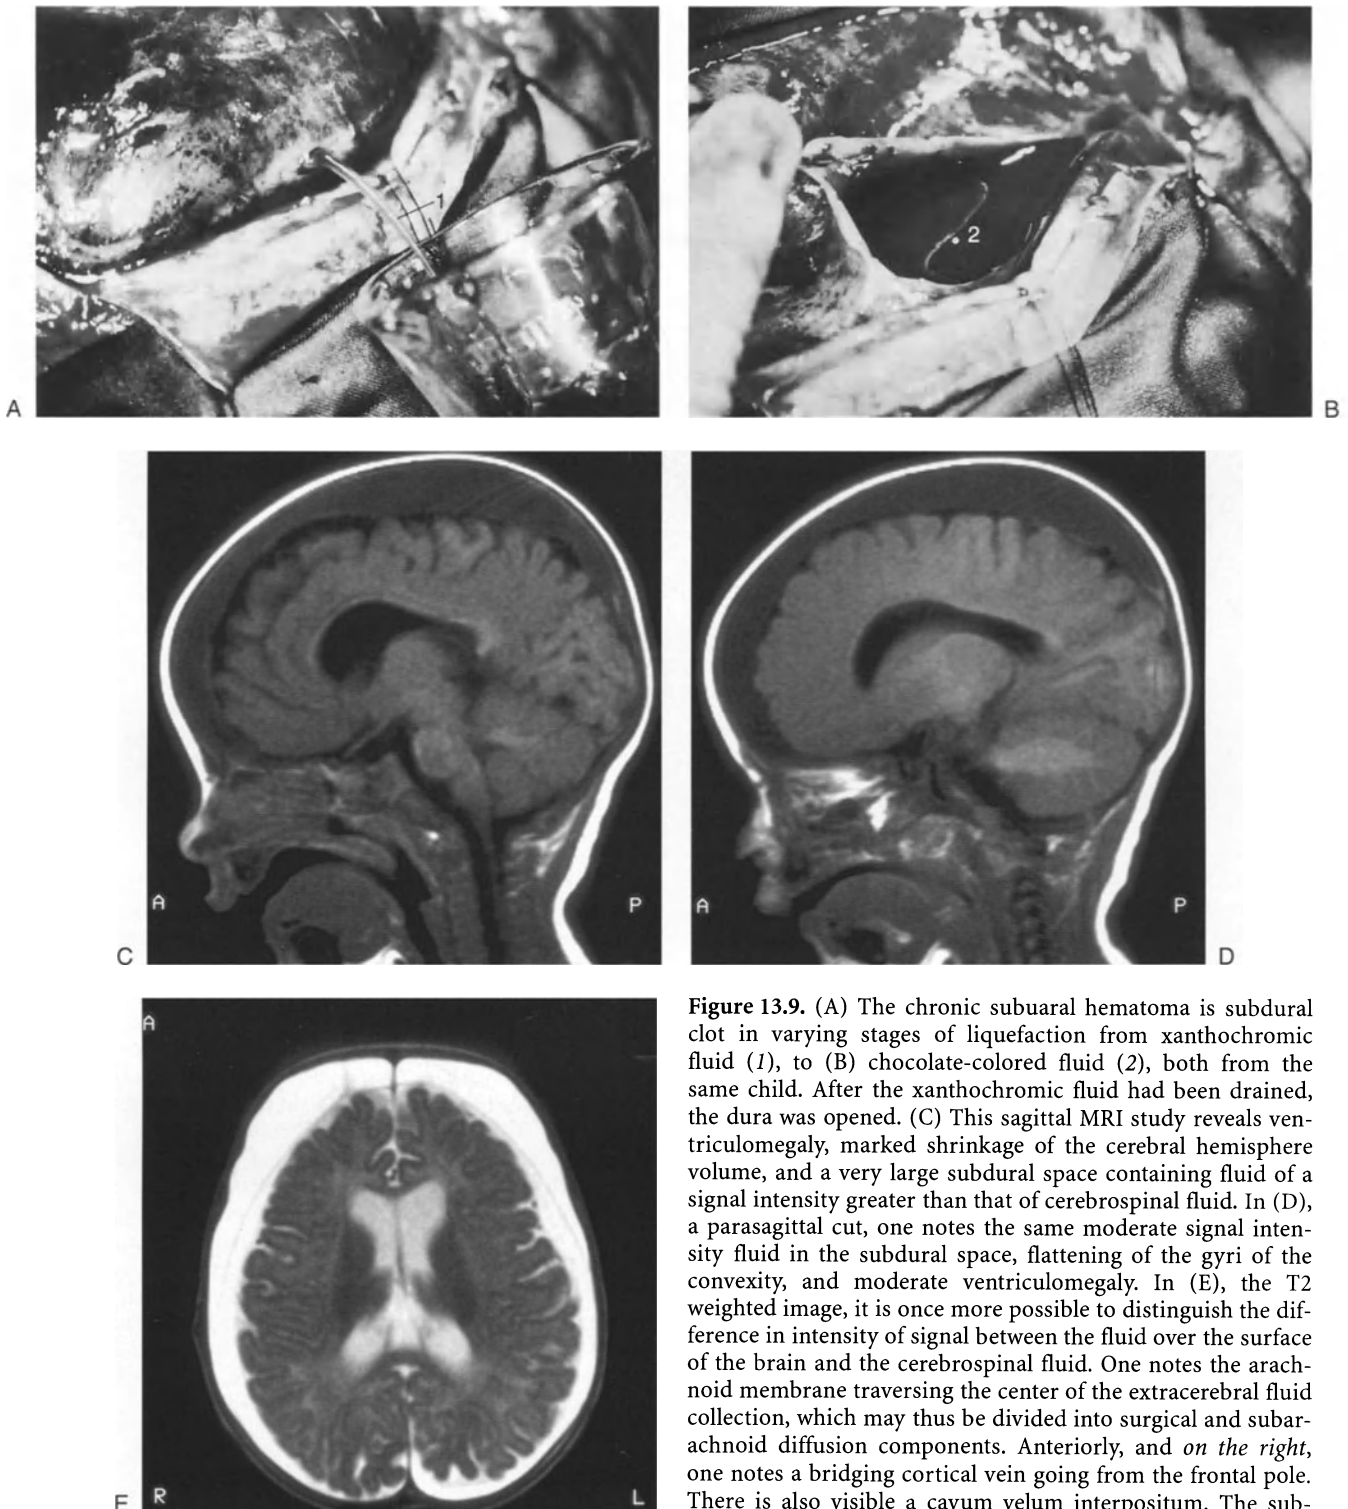 1
2
A
B
A
P
C
A
P
D
A
R
L
E
Figure 13.9. (A) The chronic subuaral hematoma is subdural
clot in varying stages of liquefaction from xanthochromic
fluid (1), to (B) chocolate-colored fluid (2), both from the
same child. After the xanthochromic fluid had been drained,
the dura was opened. (C) This sagittal MRI study reveals ven-
triculomegaly, marked shrinkage of the cerebral hemisphere
volume, and a very large subdural space containing fluid of a
signal intensity greater than that of cerebrospinal fluid. In (D),
a parasagittal cut, one notes the same moderate signal inten-
sity fluid in the subdural space, flattening of the gyri of the
convexity, and moderate ventriculomegaly. In (E), the T2
weighted image, it is once more possible to distinguish the dif-
ference in intensity of signal between the fluid over the surface
of the brain and the cerebrospinal fluid. One notes the arach-
noid membrane traversing the center of the extracerebral fluid
collection, which may thus be divided into surgical and subar-
achnoid diffusion components. Anteriorly, and on the right,
one notes a bridging cortical vein going from the frontal pole.
There is also visible a cavum velum interpositum. The sub-